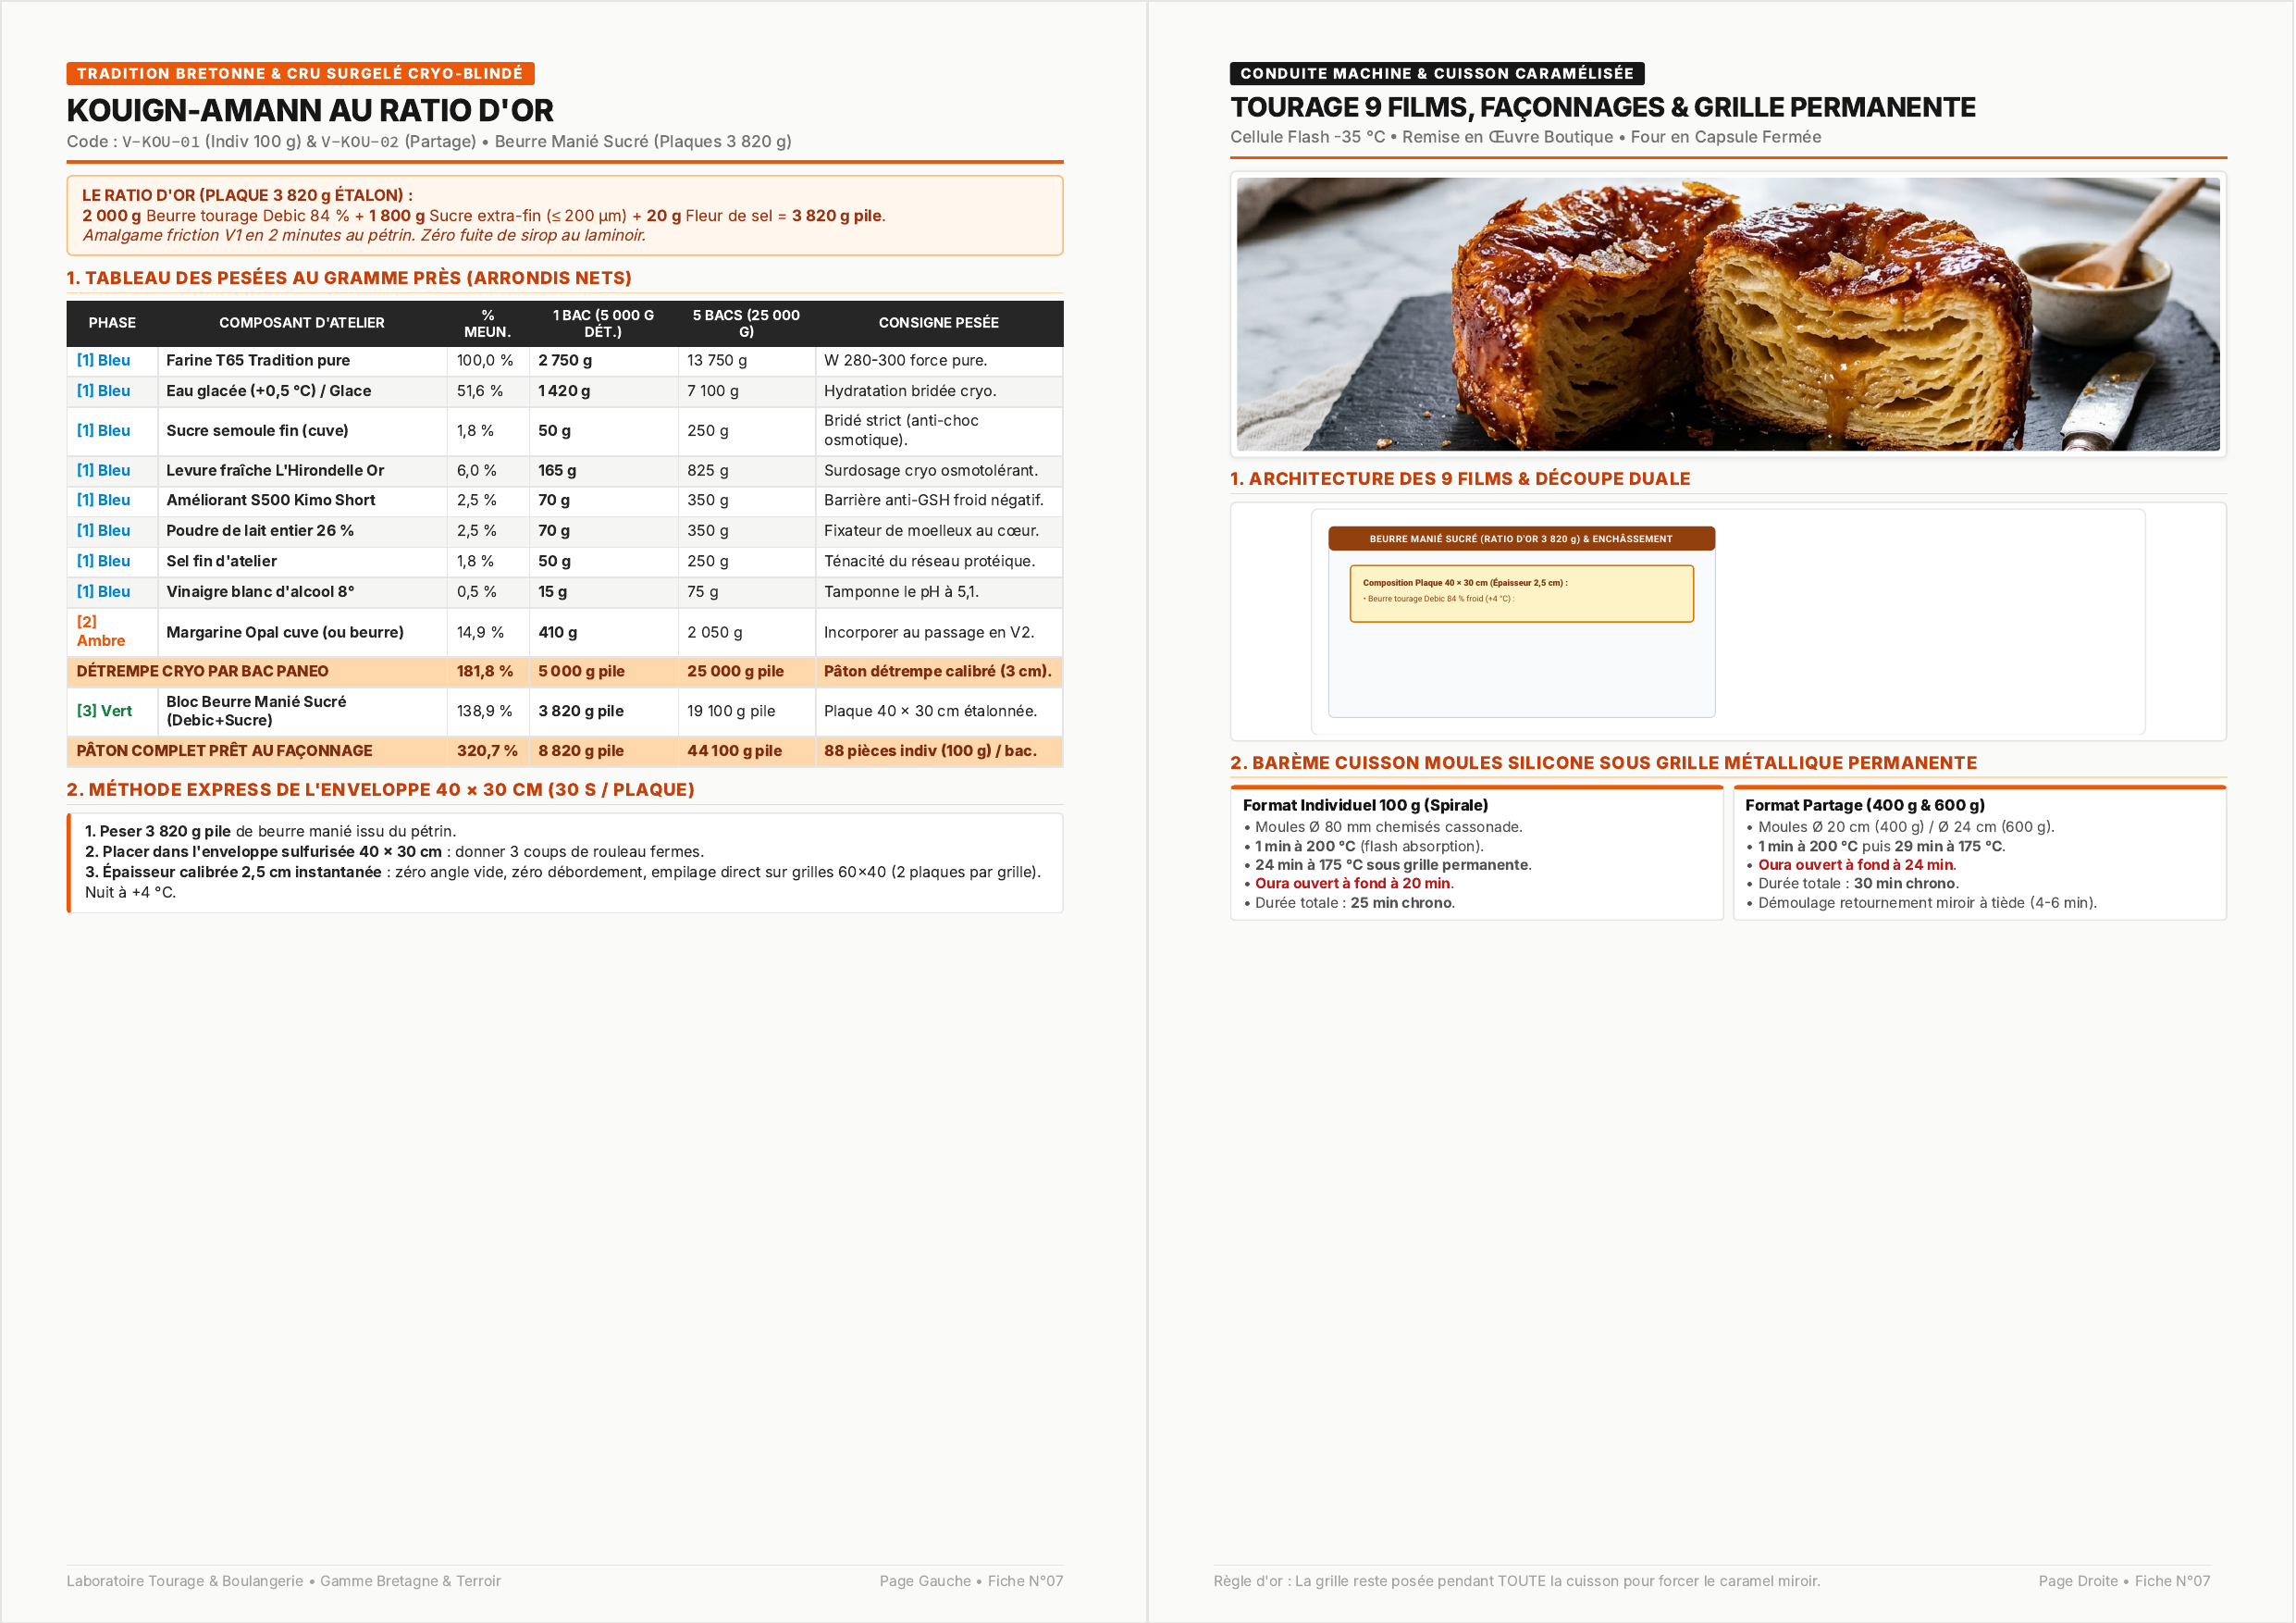 TRADITION BRETONNE & CRU SURGELÉ CRYO-BLINDÉ
KOUIGN-AMANN AU RATIO D'OR
Code : V-KOU-01 (Indiv 100 g) & V-KOU-02 (Partage) • Beurre Manié Sucré (Plaques 3 820 g)
LE RATIO D'OR (PLAQUE 3 820 g ÉTALON) :
2 000 g Beurre tourage Debic 84 % + 1 800 g Sucre extra-fin (≤ 200 µm) + 20 g Fleur de sel = 3 820 g pile.
Amalgame friction V1 en 2 minutes au pétrin. Zéro fuite de sirop au laminoir.
1. TABLEAU DES PESÉES AU GRAMME PRÈS (ARRONDIS NETS)
PHASE COMPOSANT D'ATELIER % MEUN. 1 BAC (5 000 G DÉT.) 5 BACS (25 000 G) CONSIGNE PESÉE
[1] Bleu Farine T65 Tradition pure 100,0 % 2 750 g 13 750 g W 280-300 force pure.
[1] Bleu Eau glacée (+0,5 °C) / Glace 51,6 % 1 420 g 7 100 g Hydratation bridée cryo.
[1] Bleu Sucre semoule fin (cuve) 1,8 % 50 g 250 g Bridé strict (anti-choc osmotique).
[1] Bleu Levure fraîche L'Hirondelle Or 6,0 % 165 g 825 g Surdosage cryo osmotolérant.
[1] Bleu Améliorant S500 Kimo Short 2,5 % 70 g 350 g Barrière anti-GSH froid négatif.
[1] Bleu Poudre de lait entier 26 % 2,5 % 70 g 350 g Fixateur de moelleux au cœur.
[1] Bleu Sel fin d'atelier 1,8 % 50 g 250 g Ténacité du réseau protéique.
[1] Bleu Vinaigre blanc d'alcool 8° 0,5 % 15 g 75 g Tamponne le pH à 5,1.
[2] Ambre Margarine Opal cuve (ou beurre) 14,9 % 410 g 2 050 g Incorporer au passage en V2.
DÉTREMPE CRYO PAR BAC PANEO 181,8 % 5 000 g pile 25 000 g pile Pâton détrempe calibré (3 cm).
[3] Vert Bloc Beurre Manié Sucré (Debic+Sucre) 138,9 % 3 820 g pile 19 100 g pile Plaque 40 × 30 cm étalonnée.
PÂTON COMPLET PRÊT AU FAÇONNAGE 320,7 % 8 820 g pile 44 100 g pile 88 pièces indiv (100 g) / bac.
2. MÉTHODE EXPRESS DE L'ENVELOPPE 40 × 30 CM (30 S / PLAQUE)
1. Peser 3 820 g pile de beurre manié issu du pétrin.
2. Placer dans l'enveloppe sulfurisée 40 × 30 cm : donner 3 coups de rouleau fermes.
3. Épaisseur calibrée 2,5 cm instantanée : zéro angle vide, zéro débordement, empilage direct sur grilles 60×40 (2 plaques par grille).
Nuit à +4 °C.
Laboratoire Tourage & Boulangerie • Gamme Bretagne & Terroir
Page Gauche • Fiche N°07
CONDUITE MACHINE & CUISSON CARAMÉLISÉE
TOURAGE 9 FILMS, FAÇONNAGES & GRILLE PERMANENTE
Cellule Flash -35 °C • Remise en Œuvre Boutique • Four en Capsule Fermée
1. ARCHITECTURE DES 9 FILMS & DÉCOUPE DUALE
BEURRE MANIÉ SUCRÉ (RATIO D'OR 3 820 g) & ENCHÂSSEMENT
Composition Plaque 40 × 30 cm (Épaisseur 2,5 cm) :
• Beurre tourage Debic 84 % froid (+4 °C) :
2. BARÈME CUISSON MOULES SILICONE SOUS GRILLE MÉTALLIQUE PERMANENTE
Format Individuel 100 g (Spirale)
• Moules Ø 80 mm chemisés cassonade.
• 1 min à 200 °C (flash absorption).
• 24 min à 175 °C sous grille permanente.
• Oura ouvert à fond à 20 min.
• Durée totale : 25 min chrono.
Format Partage (400 g & 600 g)
• Moules Ø 20 cm (400 g) / Ø 24 cm (600 g).
• 1 min à 200 °C puis 29 min à 175 °C.
• Oura ouvert à fond à 24 min.
• Durée totale : 30 min chrono.
• Démoulage retournement miroir à tiède (4-6 min).
Règle d'or : La grille reste posée pendant TOUTE la cuisson pour forcer le caramel miroir.
Page Droite • Fiche N°07